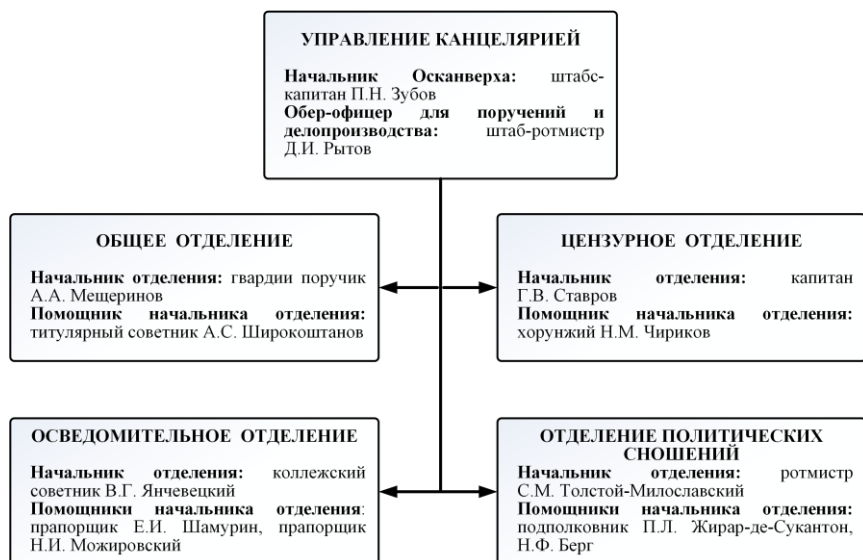 УПРАВЛЕНИЕ КАНЦЕЛЯРИЕЙ
Начальник Осканверха: штабс-
капитан П.Н. Зубов
Обер-офицер для поручений и
делопроизводства: штаб-ротмистр
Д.И. Рытов
ОБЩЕЕ ОТДЕЛЕНИЕ
Начальник отделения: гвардии поручик
А.А. Мещеринов
Помощник начальника отделения:
титулярный советник А.С. Широкоштанов
ЦЕНЗУРНОЕ ОТДЕЛЕНИЕ
Начальник отделения: капитан
Г.В. Ставров
Помощник начальника отделения:
хорунжий Н.М. Чириков
ОСВЕДОМИТЕЛЬНОЕ ОТДЕЛЕНИЕ
Начальник отделения: коллежский
советник В.Г. Янчевецкий
Помощники начальника отделения:
прапорщик Е.И. Шамурин, прапорщик
Н.И. Можировский
ОТДЕЛЕНИЕ ПОЛИТИЧЕСКИХ
СНОШЕНИЙ
Начальник отделения: ротмистр
С.М. Толстой-Милославский
Помощники начальника отделения:
подполковник П.Л. Жирар-де-Сукантон,
Н.Ф. Берг